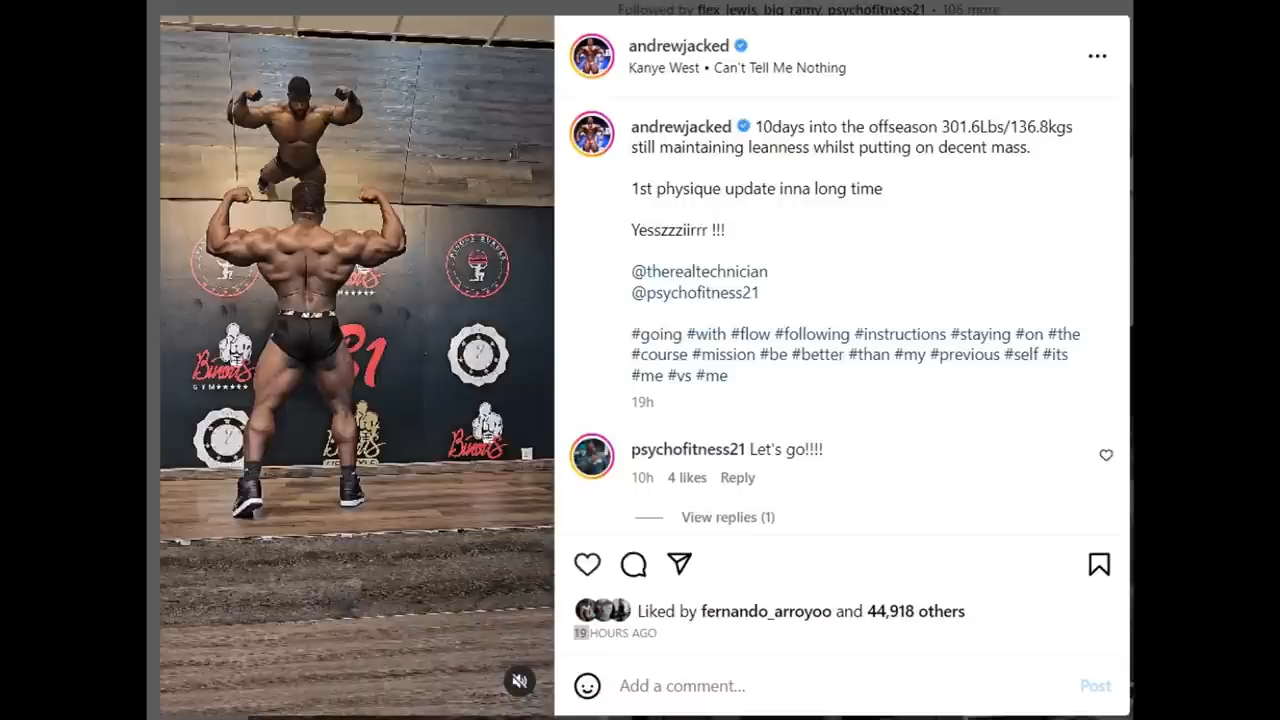 Followed by flex_lewis, big_ramy, psychofitness21 • 106 more
andrewjacked
Kanye West • Can't Tell Me Nothing
andrewjacked 10days into the offseason 301.6Lbs/136.8kgs
still maintaining leanness whilst putting on decent mass.
1st physique update inna long time
Yesszzziirrr !!!
@therealtechnician
@psychofitness21
#going #with #flow #following #instructions #staying #on #the
#course #mission #be #better #than #my #previous #self #its
#me #vs #me
19h
psychofitness21 Let's go!!!!
10h 4 likes Reply
View replies (1)
Liked by fernando_arroyoo and 44,918 others
19 HOURS AGO
Add a comment... Post
Binous
GYM
Binous